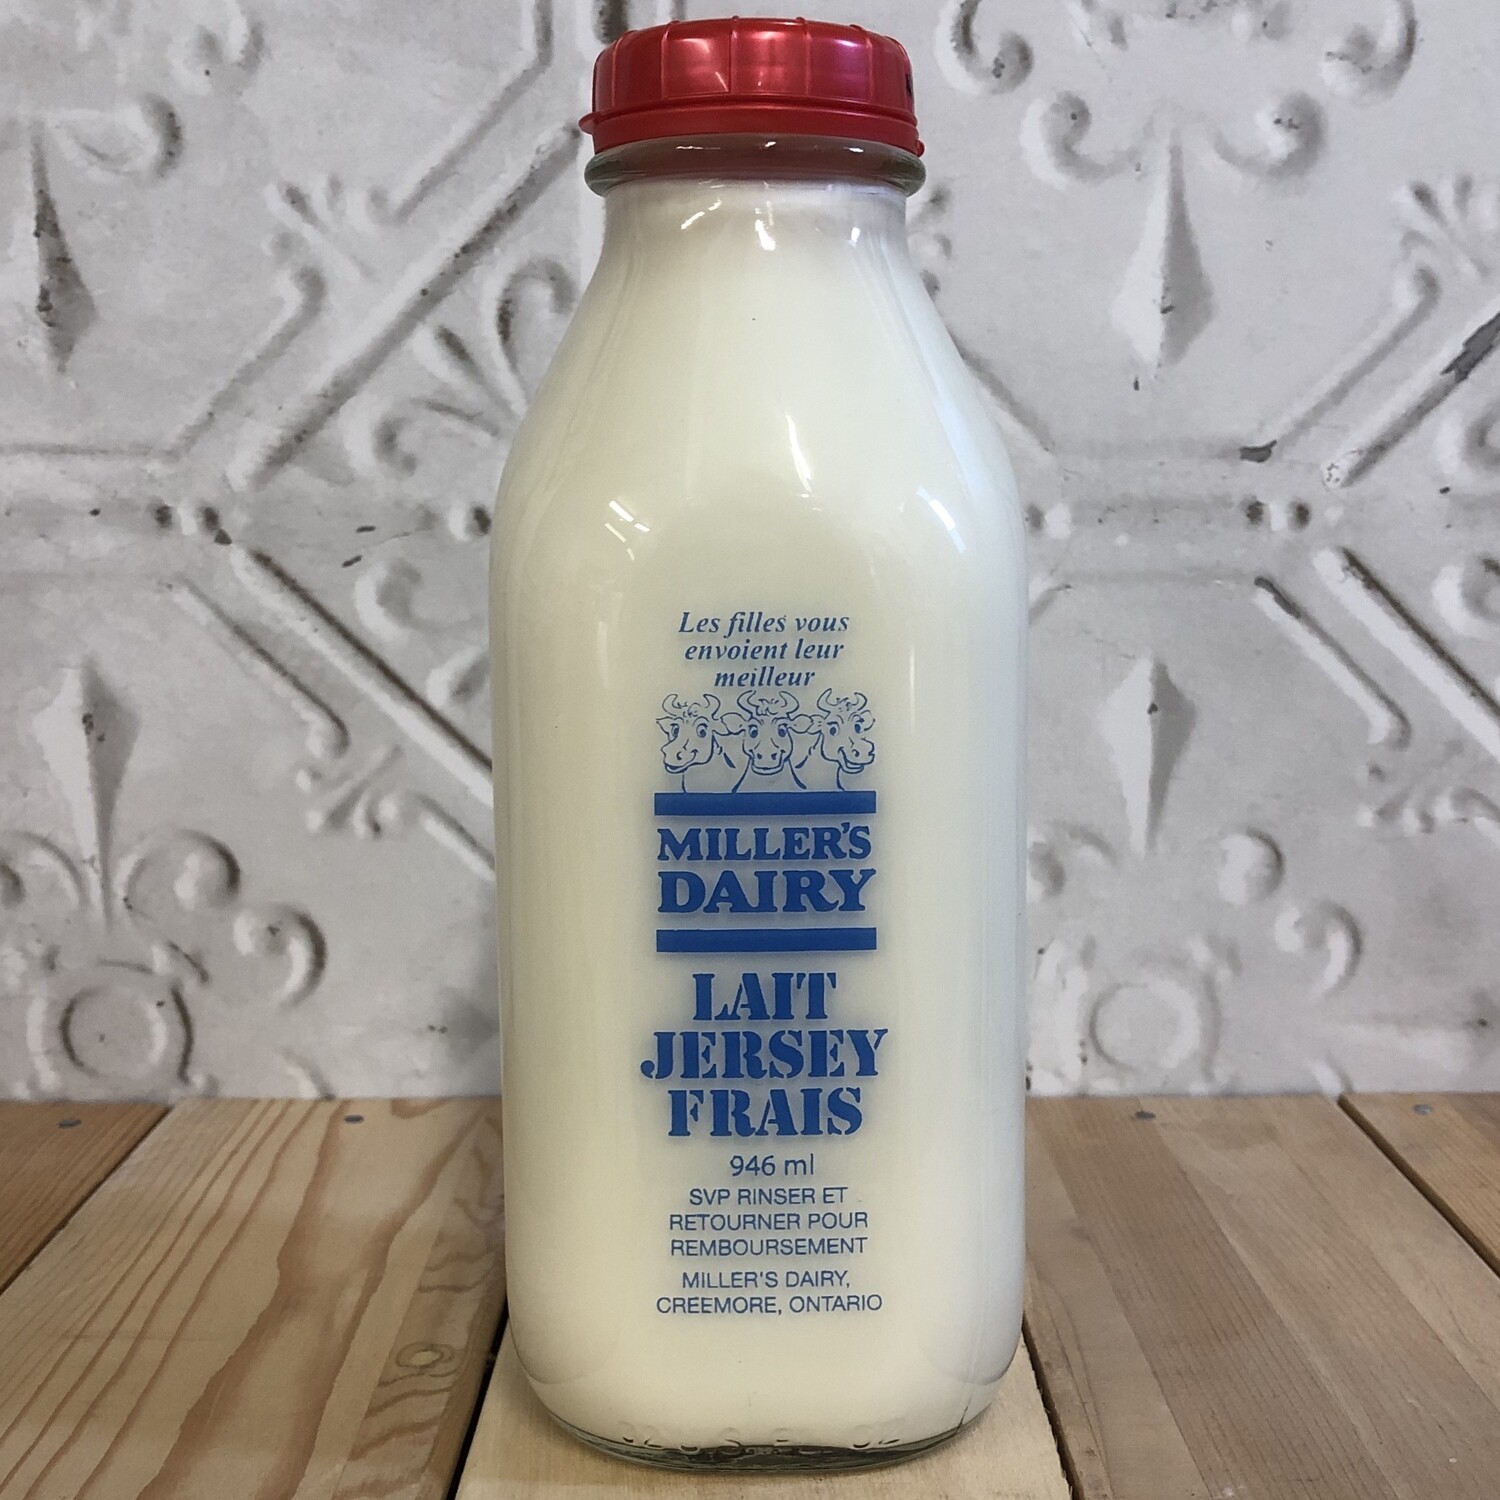 Les filles vous
envoient leur
meilleur
MILLER'S
DAIRY
LAIT
JERSEY
FRAIS
946 ml
SVP RINSER ET
RETOURNER POUR
REMBOURSEMENT
MILLER'S DAIRY,
CREEMORE, ONTARIO